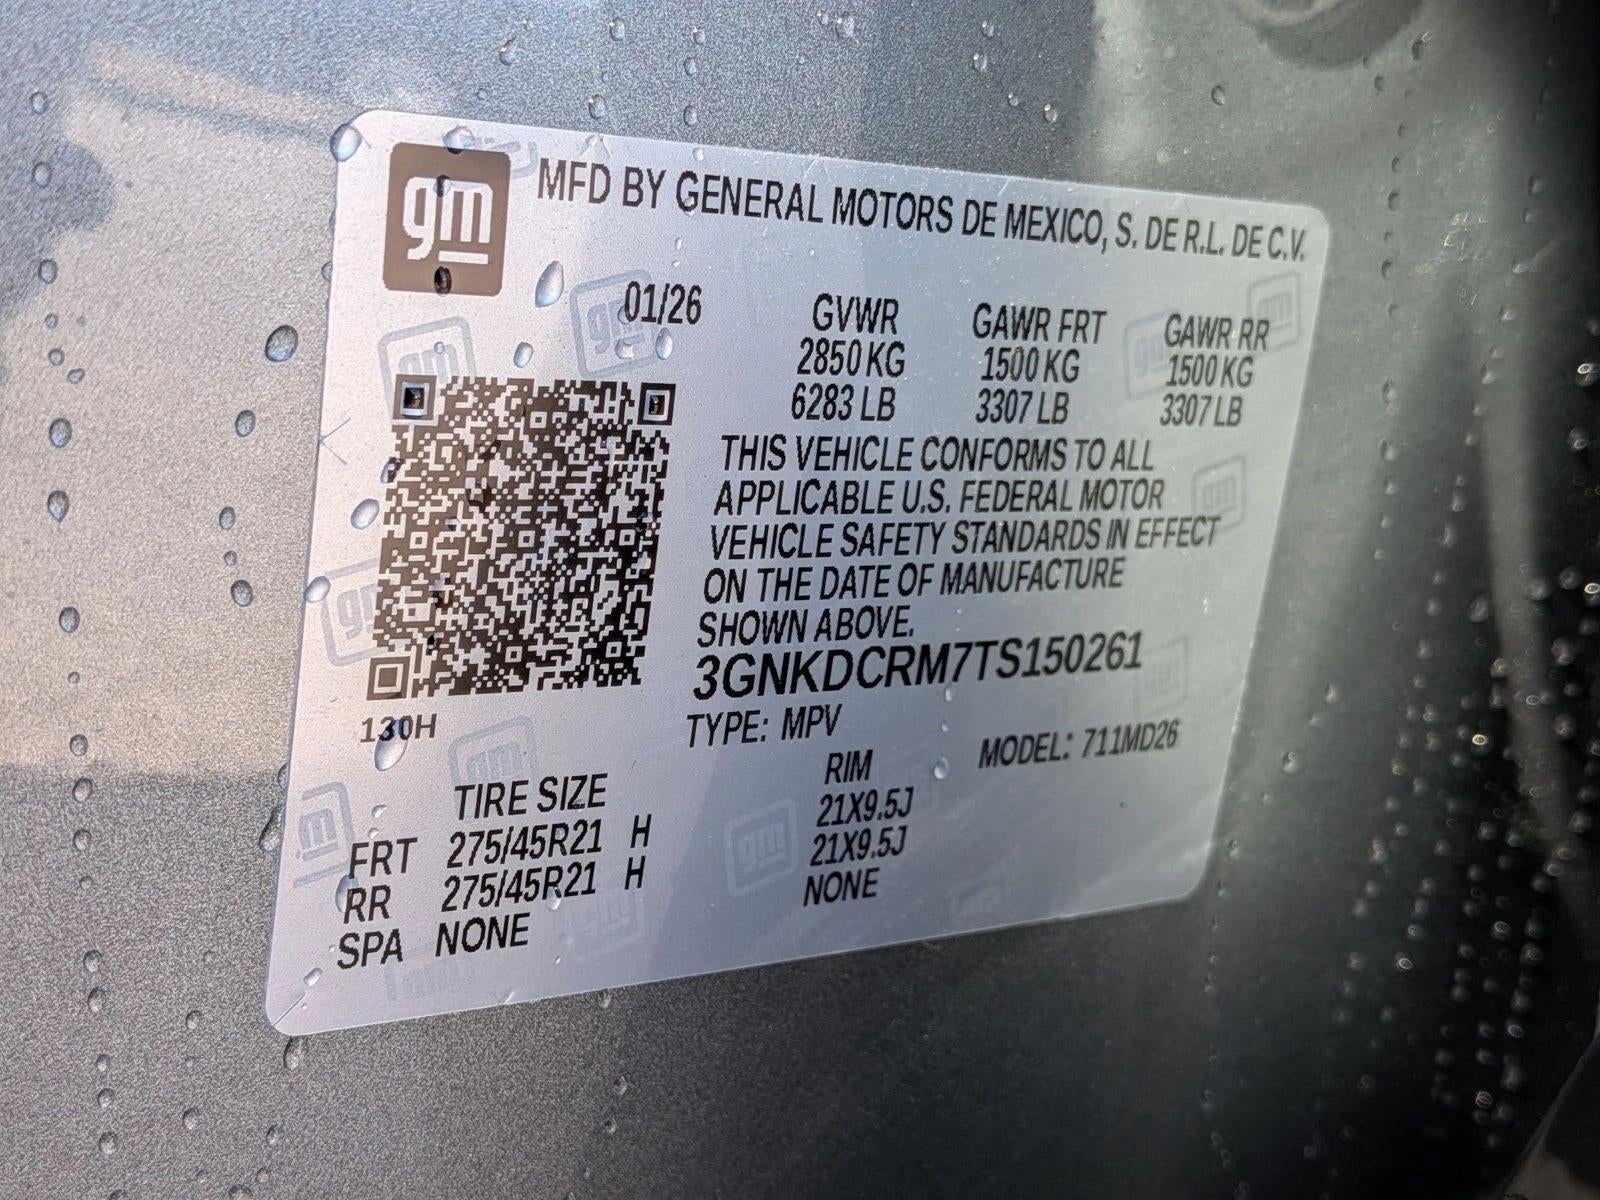 gm MFD BY GENERAL MOTORS DE MEXICO, S. DE R.L. DE C.V.
01/26 GVWR GAWR FRT GAWR RR
2850 KG 1500 KG 1500 KG
6283 LB 3307 LB 3307 LB
THIS VEHICLE CONFORMS TO ALL
APPLICABLE U.S. FEDERAL MOTOR
VEHICLE SAFETY STANDARDS IN EFFECT
ON THE DATE OF MANUFACTURE
SHOWN ABOVE.
3GNKDCRM7TS150261
130H
TYPE: MPV MODEL: 711MD26
TIRE SIZE RIM
FRT 275/45R21 H 21X9.5J
RR 275/45R21 H 21X9.5J
SPA NONE NONE